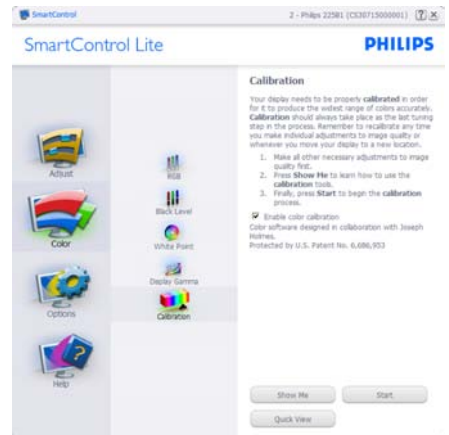 SmartControl
2 - Philips 225B1 (CS30715000001)
SmartControl Lite
PHILIPS
Adjust
Color
Options
Help
RGB
Black Level
White Point
Display Gamma
Calibration
Calibration
Your display needs to be properly calibrated in order
for it to produce the widest range of colors accurately.
Calibration should always take place as the last tuning
step in the process. Remember to recalibrate any time
you make individual adjustments to image quality or
whenever you move your display to a new location.
1. Make all other necessary adjustments to image
quality first.
2. Press Show Me to learn how to use the
calibration tools.
3. Finally, press Start to begin the calibration
process.
Enable color calibration
Color software designed in collaboration with Joseph
Holmes.
Protected by U.S. Patent No. 6,686,953
Show Me
Start
Quick View